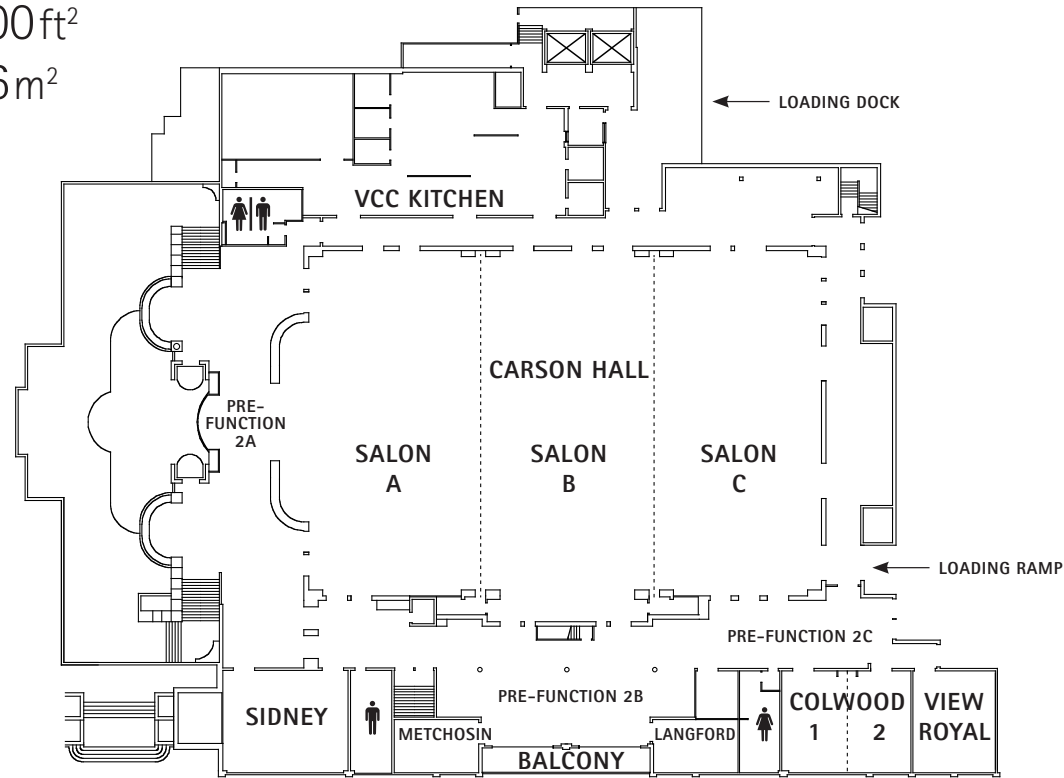 00 ft²
6 m²
LOADING DOCK
VCC KITCHEN
CARSON HALL
PRE-
FUNCTION
2A
SALON
A
SALON
B
SALON
C
LOADING RAMP
PRE-FUNCTION 2C
PRE-FUNCTION 2B
SIDNEY
METCHOSIN
BALCONY
LANGFORD
COLWOOD
1 2
VIEW
ROYAL